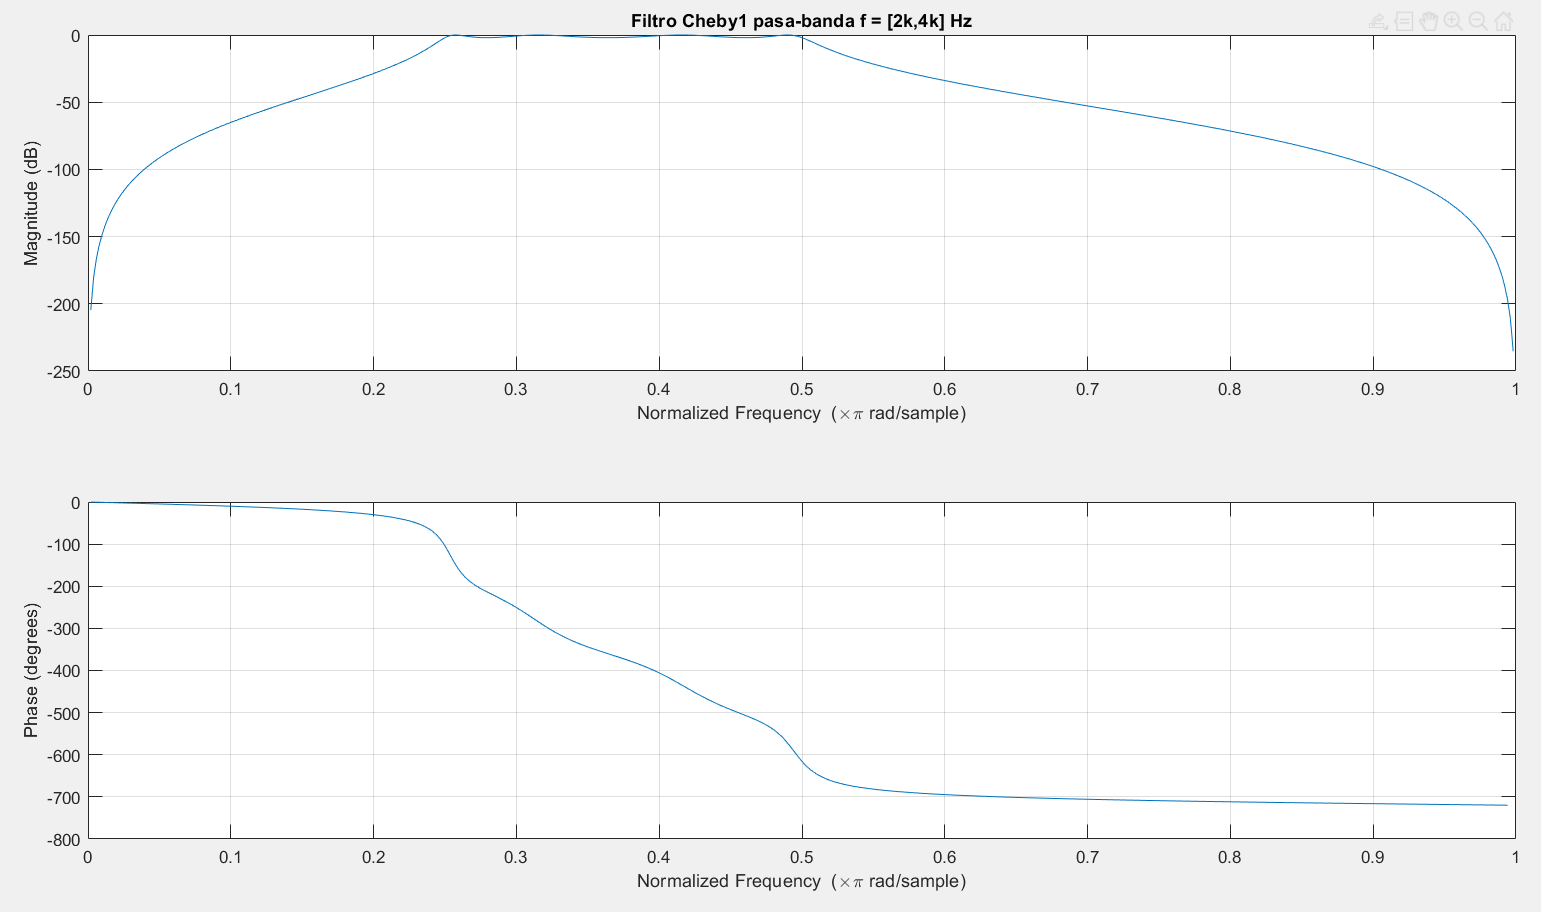 Filtro Cheby1 pasa-banda f = [2k,4k] Hz
Magnitude (dB)
0
-50
-100
-150
-200
-250
0 0.1 0.2 0.3 0.4 0.5 0.6 0.7 0.8 0.9 1
Normalized Frequency (×π rad/sample)
Phase (degrees)
0
-100
-200
-300
-400
-500
-600
-700
-800
0 0.1 0.2 0.3 0.4 0.5 0.6 0.7 0.8 0.9 1
Normalized Frequency (×π rad/sample)